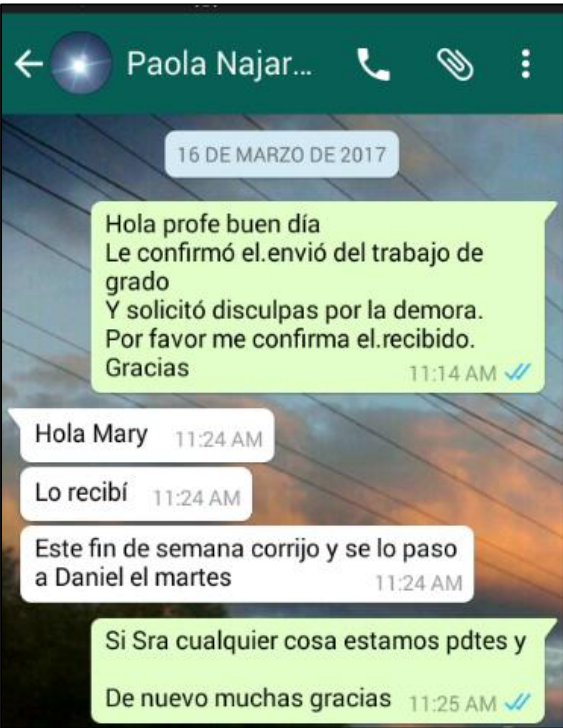 Paola Najar...
16 DE MARZO DE 2017
Hola profe buen día
Le confirmó el.envió del trabajo de
grado
Y solicitó disculpas por la demora.
Por favor me confirma el.recibido.
Gracias
11:14 AM
Hola Mary 11:24 AM
Lo recibí 11:24 AM
Este fin de semana corrijo y se lo paso
a Daniel el martes 11:24 AM
Si Sra cualquier cosa estamos pdtes y
De nuevo muchas gracias 11:25 AM